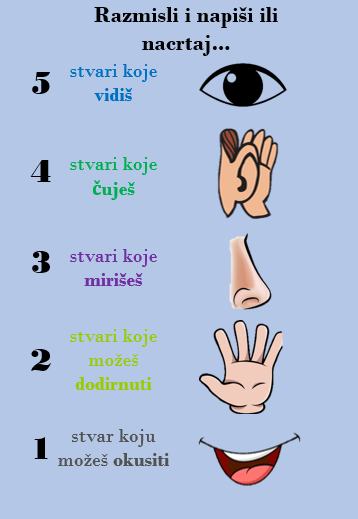 Razmisli i napiši ili
nacrtaj...
5
stvari koje
vidiš
4
stvari koje
čuješ
3
stvari koje
mirišeš
2
stvari koje
možeš
dodirnuti
1
stvar koju
možeš okusiti